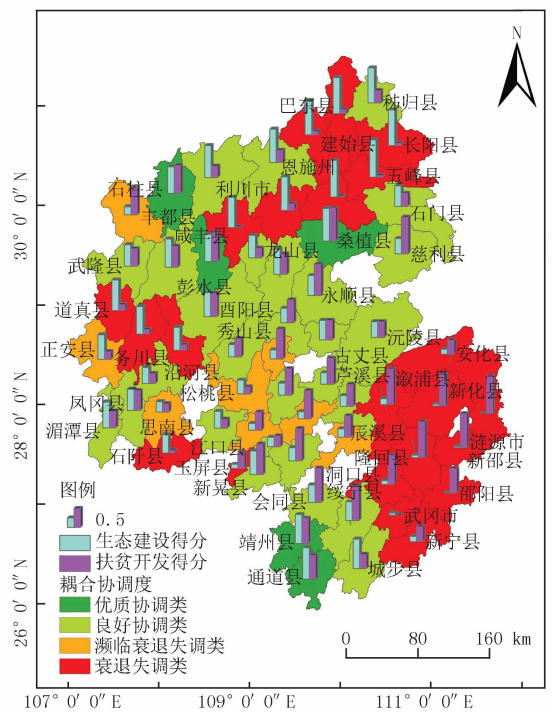 N
巴东县
秭归县
建始县
长阳县
恩施州
五峰县
石柱县
利川市
石门县
丰都县
咸丰县
龙山县
桑植县
慈利县
武隆县
彭水县
永顺县
道真县
酉阳县
秀山县
沅陵县
正安县
务川县
古丈县
安化县
沿河县
芦溪县
溆浦县
松桃县
新化县
凤冈县
湄潭县
思南县
辰溪县
涟源市
石阡县
江口县
隆回县
新邵县
玉屏县
洞口县
新晃县
绥宁县
邵阳县
会同县
武冈市
靖州县
新宁县
通道县
城步县
图例
0.5
生态建设得分
扶贫开发得分
耦合协调度
优质协调类
良好协调类
濒临衰退失调类
衰退失调类
0 80 160 km
30° 0′ 0″ N
28° 0′ 0″ N
26° 0′ 0″ N
107° 0′ 0″ E
109° 0′ 0″ E
111° 0′ 0″ E